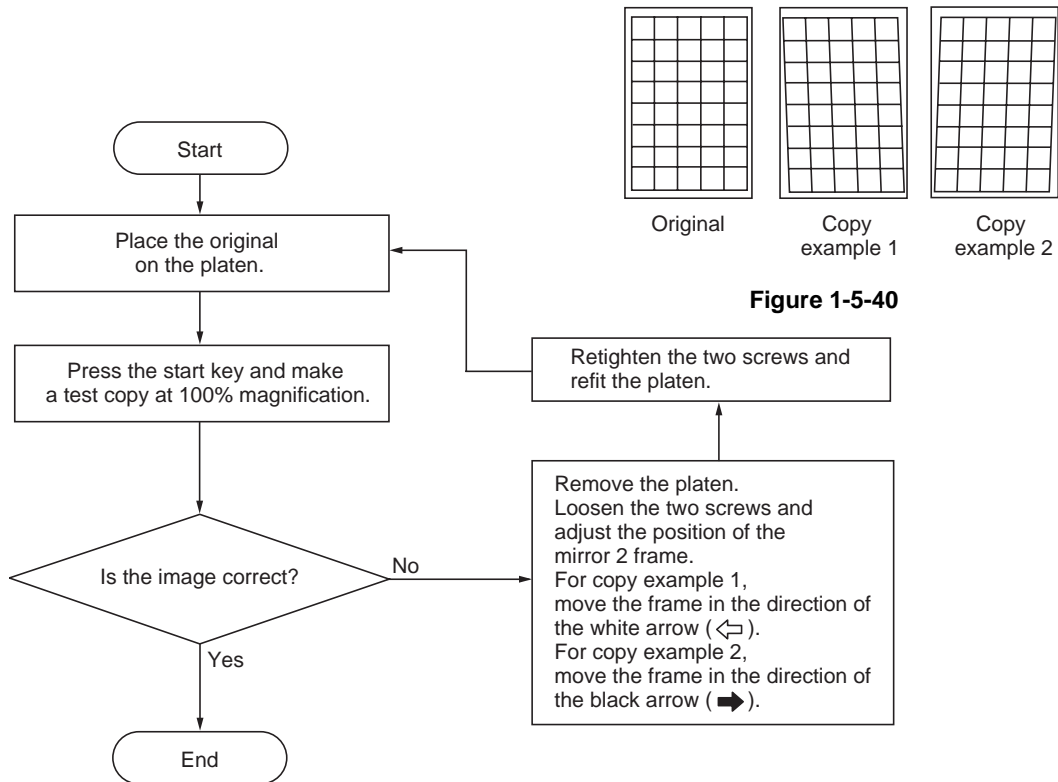 Start
Place the original
on the platen.
Press the start key and make
a test copy at 100% magnification.
Is the image correct?
No
Yes
End
Remove the platen.
Loosen the two screws and
adjust the position of the
mirror 2 frame.
For copy example 1,
move the frame in the direction of
the white arrow (⇦).
For copy example 2,
move the frame in the direction of
the black arrow (➡).
Retighten the two screws and
refit the platen.
Original
Copy
example 1
Copy
example 2
Figure 1-5-40